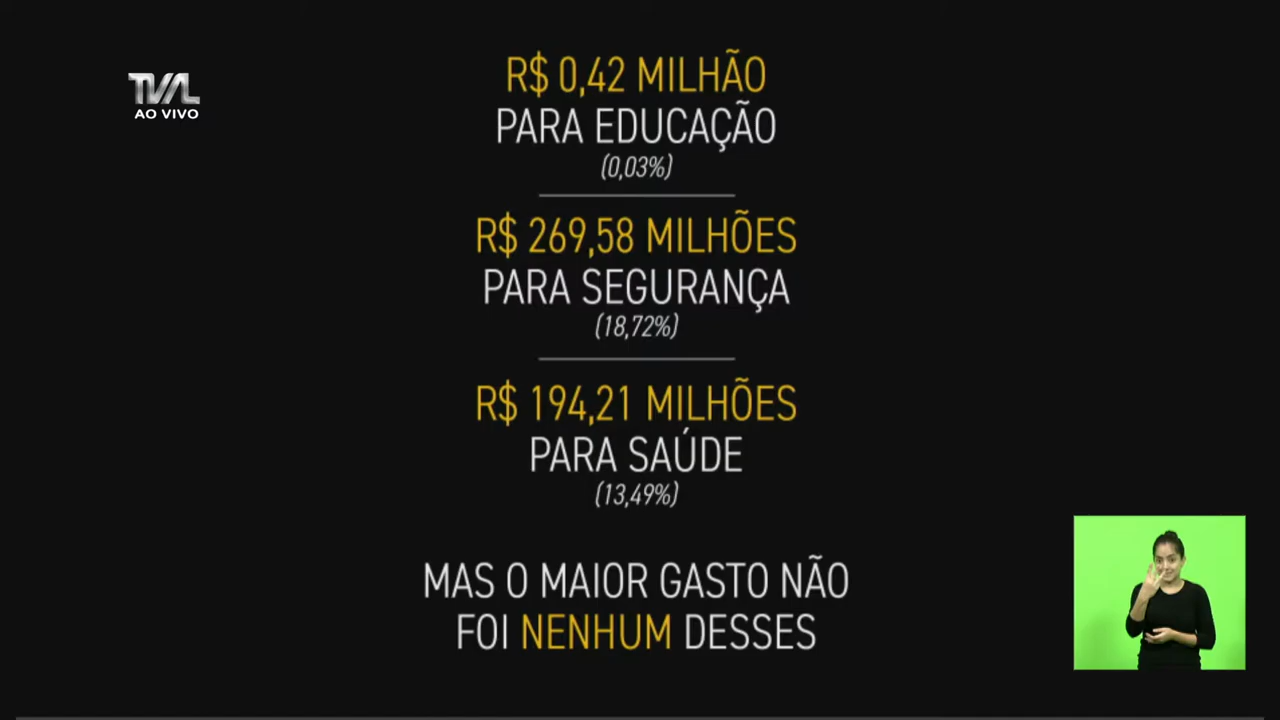 TVAL
AO VIVO
R$ 0,42 MILHÃO
PARA EDUCAÇÃO
(0,03%)
R$ 269,58 MILHÕES
PARA SEGURANÇA
(18,72%)
R$ 194,21 MILHÕES
PARA SAÚDE
(13,49%)
MAS O MAIOR GASTO NÃO
FOI NENHUM DESSES